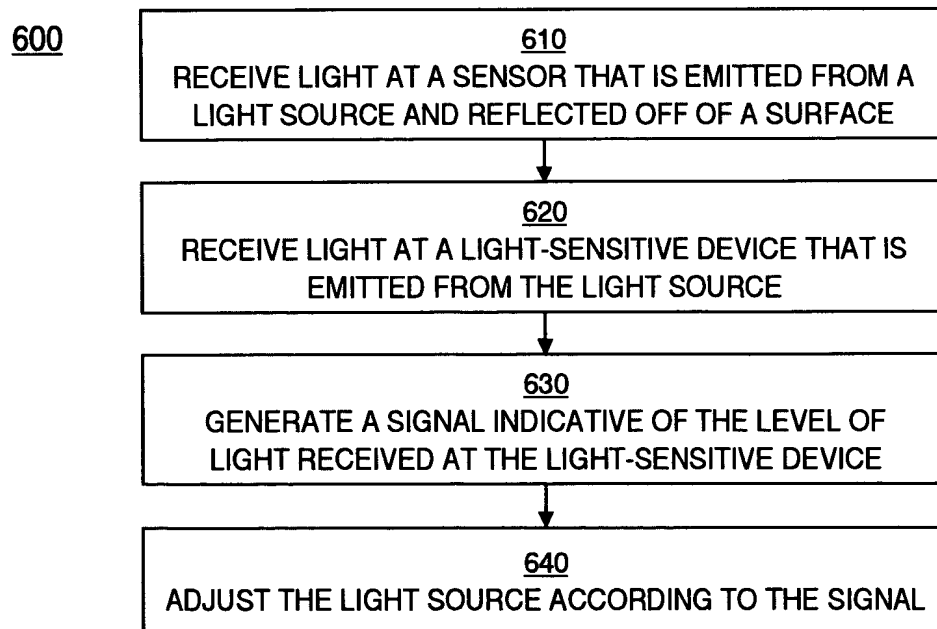 600
610
RECEIVE LIGHT AT A SENSOR THAT IS EMITTED FROM A
LIGHT SOURCE AND REFLECTED OFF OF A SURFACE
620
RECEIVE LIGHT AT A LIGHT-SENSITIVE DEVICE THAT IS
EMITTED FROM THE LIGHT SOURCE
630
GENERATE A SIGNAL INDICATIVE OF THE LEVEL OF
LIGHT RECEIVED AT THE LIGHT-SENSITIVE DEVICE
640
ADJUST THE LIGHT SOURCE ACCORDING TO THE SIGNAL